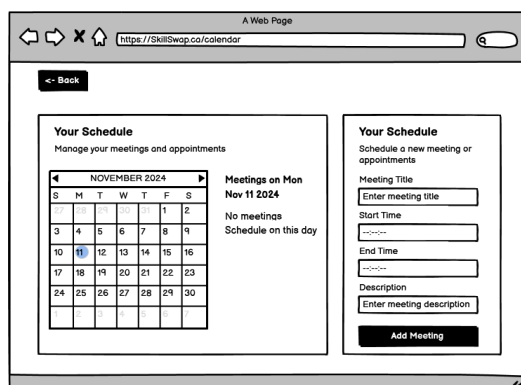 A Web Page
https://SkillSwap.ca/calendar
<- Back
Your Schedule
Manage your meetings and appointments
NOVEMBER 2024
S M T W T F S
27 28 29 30 31 1 2
3 4 5 6 7 8 9
10 11 12 13 14 15 16
17 18 19 20 21 22 23
24 25 26 27 28 29 30
1 2 3 4 5 6 7
Meetings on Mon
Nov 11 2024
No meetings
Schedule on this day
Your Schedule
Schedule a new meeting or
appointments
Meeting Title
Enter meeting title
Start Time
--:--:--
End Time
--:--:--
Description
Enter meeting description
Add Meeting